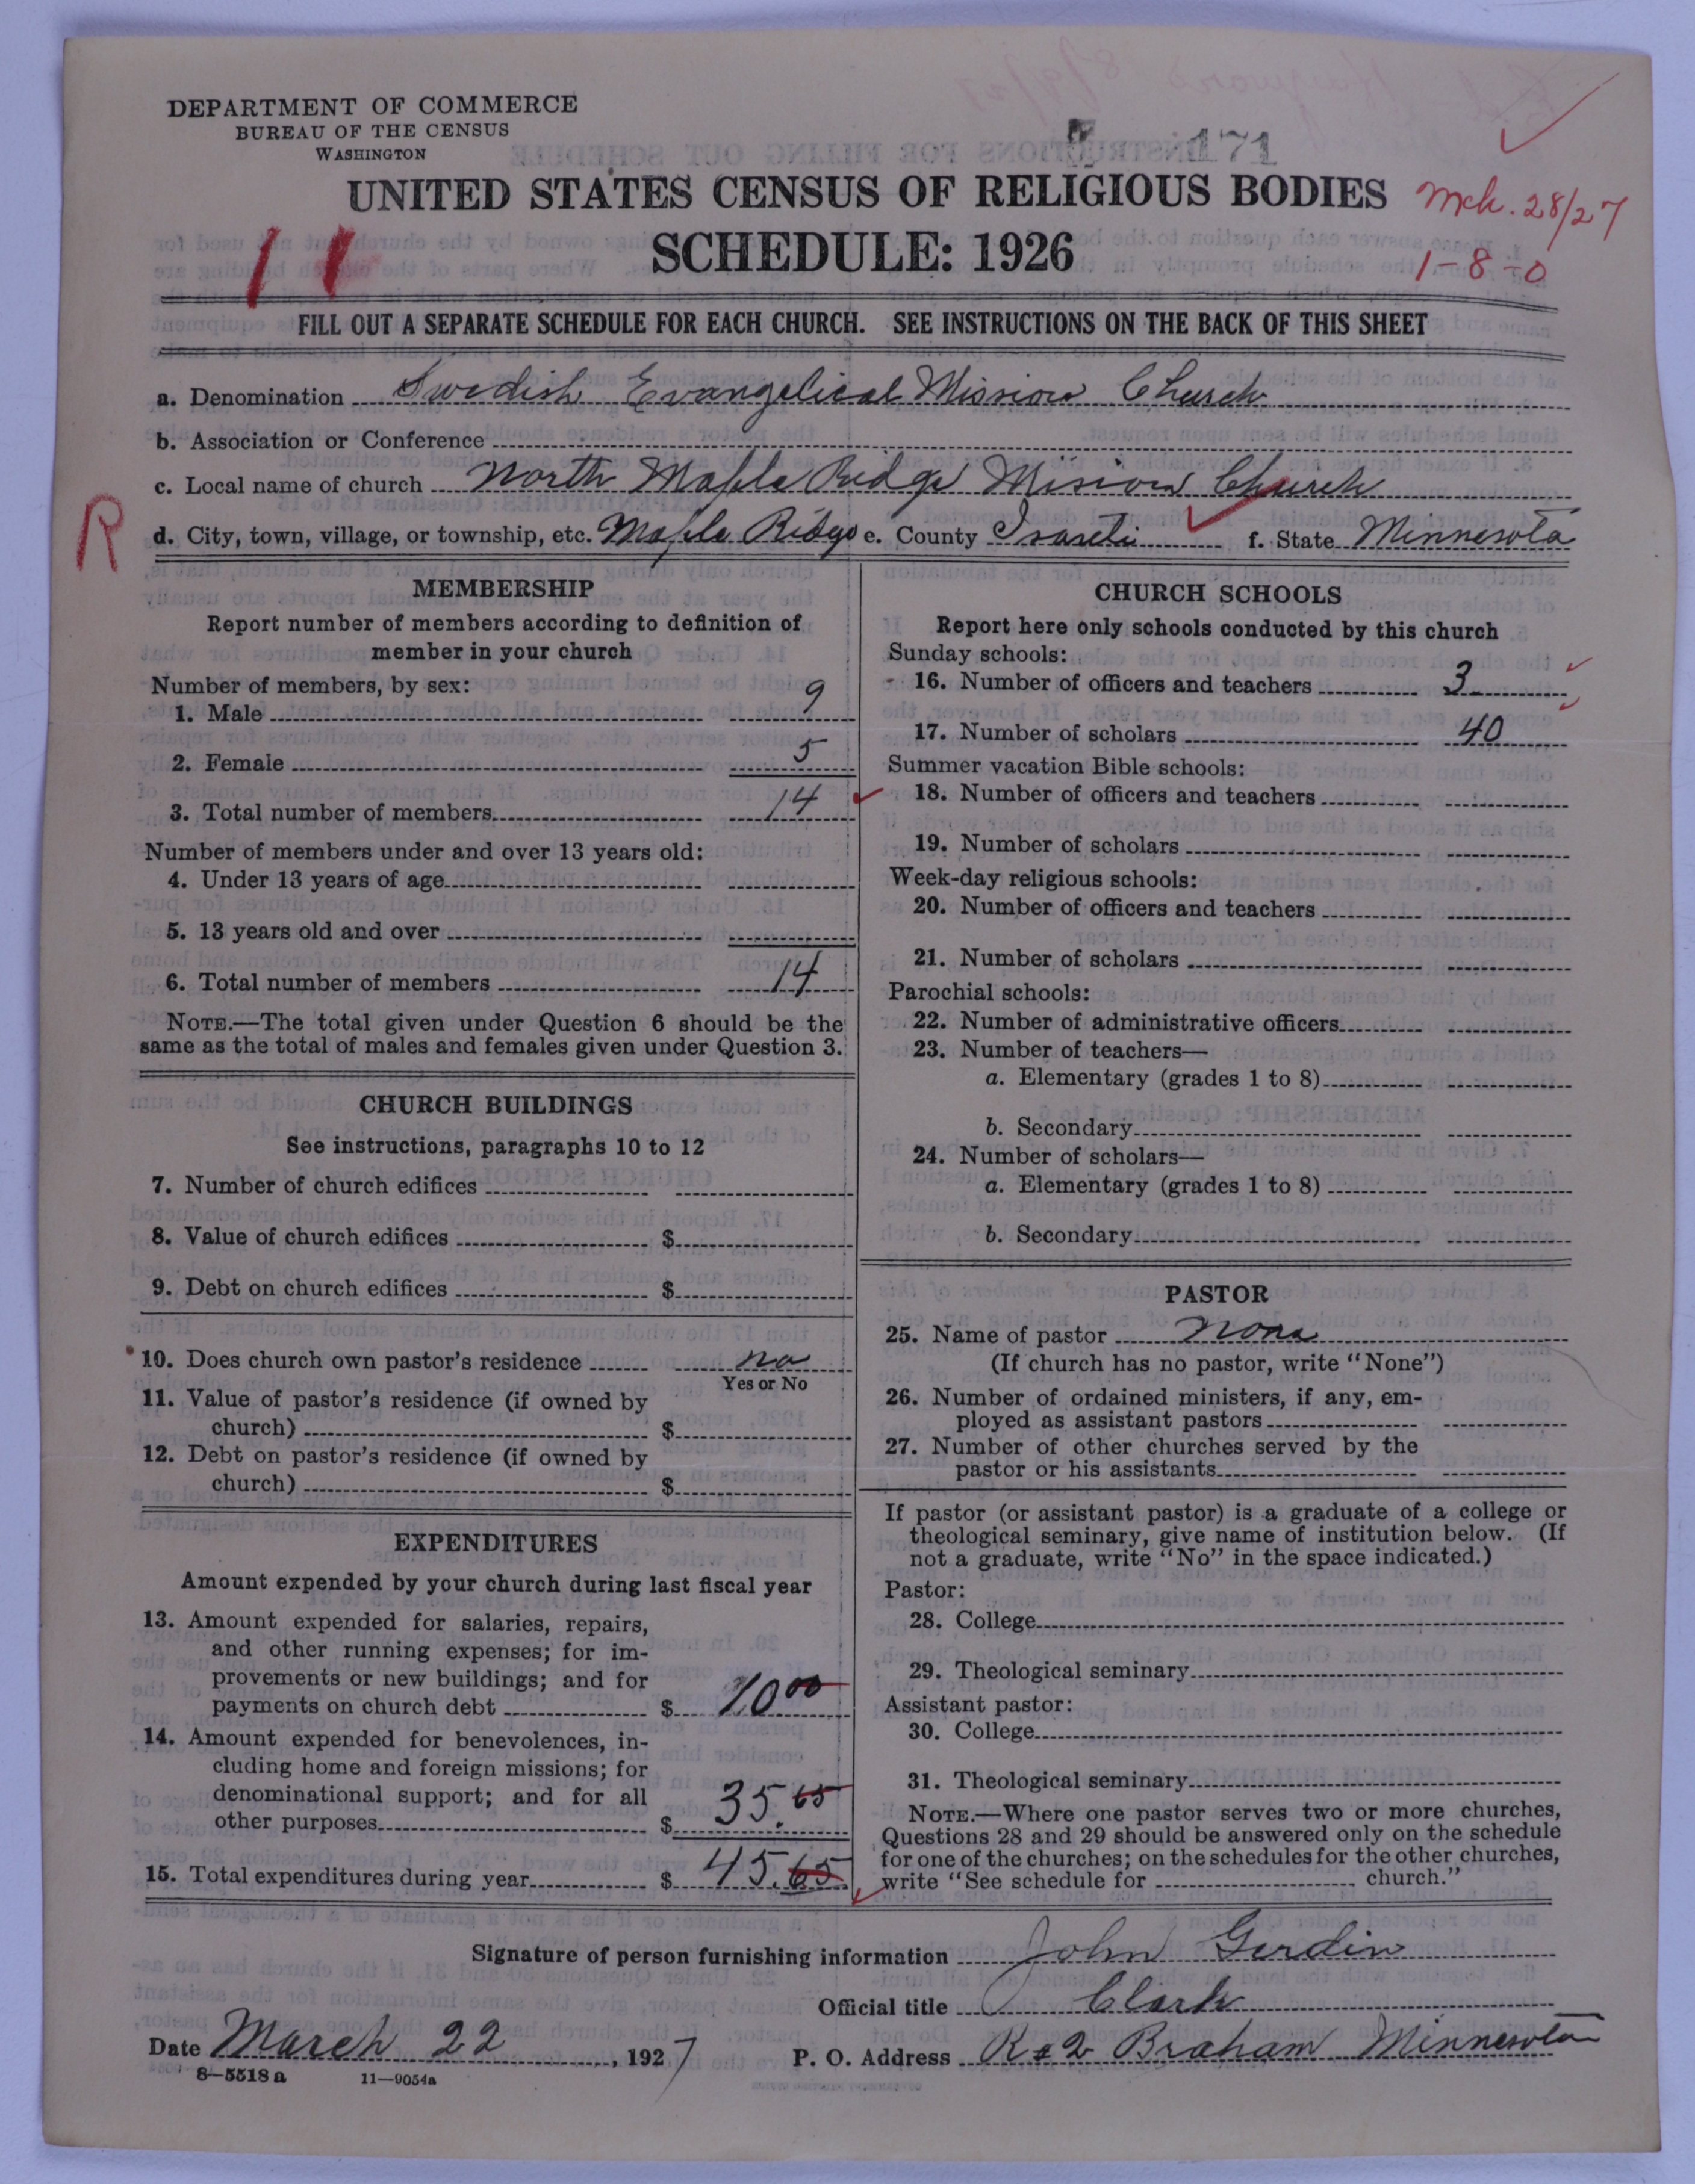 DEPARTMENT OF COMMERCE
BUREAU OF THE CENSUS
WASHINGTON
171
UNITED STATES CENSUS OF RELIGIOUS BODIES
SCHEDULE: 1926
Mch. 28/27
1-8-0
11
FILL OUT A SEPARATE SCHEDULE FOR EACH CHURCH. SEE INSTRUCTIONS ON THE BACK OF THIS SHEET
a. Denomination Swedish Evangelical Mission Church
b. Association or Conference
c. Local name of church North Maple Ridge Mision Church
R
d. City, town, village, or township, etc. Maple Ridge e. County Isanti f. State Minnesota
MEMBERSHIP
Report number of members according to definition of
member in your church
Number of members, by sex:
1. Male 9
2. Female 5
3. Total number of members 14
Number of members under and over 13 years old:
4. Under 13 years of age
5. 13 years old and over
6. Total number of members 14
NOTE.—The total given under Question 6 should be the
same as the total of males and females given under Question 3.
CHURCH BUILDINGS
See instructions, paragraphs 10 to 12
7. Number of church edifices
8. Value of church edifices $
9. Debt on church edifices $
10. Does church own pastor's residence no
Yes or No
11. Value of pastor's residence (if owned by
church) $
12. Debt on pastor's residence (if owned by
church) $
EXPENDITURES
Amount expended by your church during last fiscal year
13. Amount expended for salaries, repairs,
and other running expenses; for im-
provements or new buildings; and for
payments on church debt $ 10 00
14. Amount expended for benevolences, in-
cluding home and foreign missions; for
denominational support; and for all
other purposes $ 35.65
15. Total expenditures during year $ 45.65
CHURCH SCHOOLS
Report here only schools conducted by this church
Sunday schools:
16. Number of officers and teachers 3
17. Number of scholars 40
Summer vacation Bible schools:
18. Number of officers and teachers
19. Number of scholars
Week-day religious schools:
20. Number of officers and teachers
21. Number of scholars
Parochial schools:
22. Number of administrative officers
23. Number of teachers—
a. Elementary (grades 1 to 8)
b. Secondary
24. Number of scholars—
a. Elementary (grades 1 to 8)
b. Secondary
PASTOR
25. Name of pastor None
(If church has no pastor, write "None")
26. Number of ordained ministers, if any, em-
ployed as assistant pastors
27. Number of other churches served by the
pastor or his assistants
If pastor (or assistant pastor) is a graduate of a college or
theological seminary, give name of institution below. (If
not a graduate, write "No" in the space indicated.)
Pastor:
28. College
29. Theological seminary
Assistant pastor:
30. College
31. Theological seminary
NOTE.—Where one pastor serves two or more churches,
Questions 28 and 29 should be answered only on the schedule
for one of the churches; on the schedules for the other churches,
write "See schedule for church."
Signature of person furnishing information John Gerdin
Official title Clark
Date March 22, 1927 P. O. Address R#2 Braham Minnesota
8—5518 a 11—9054a